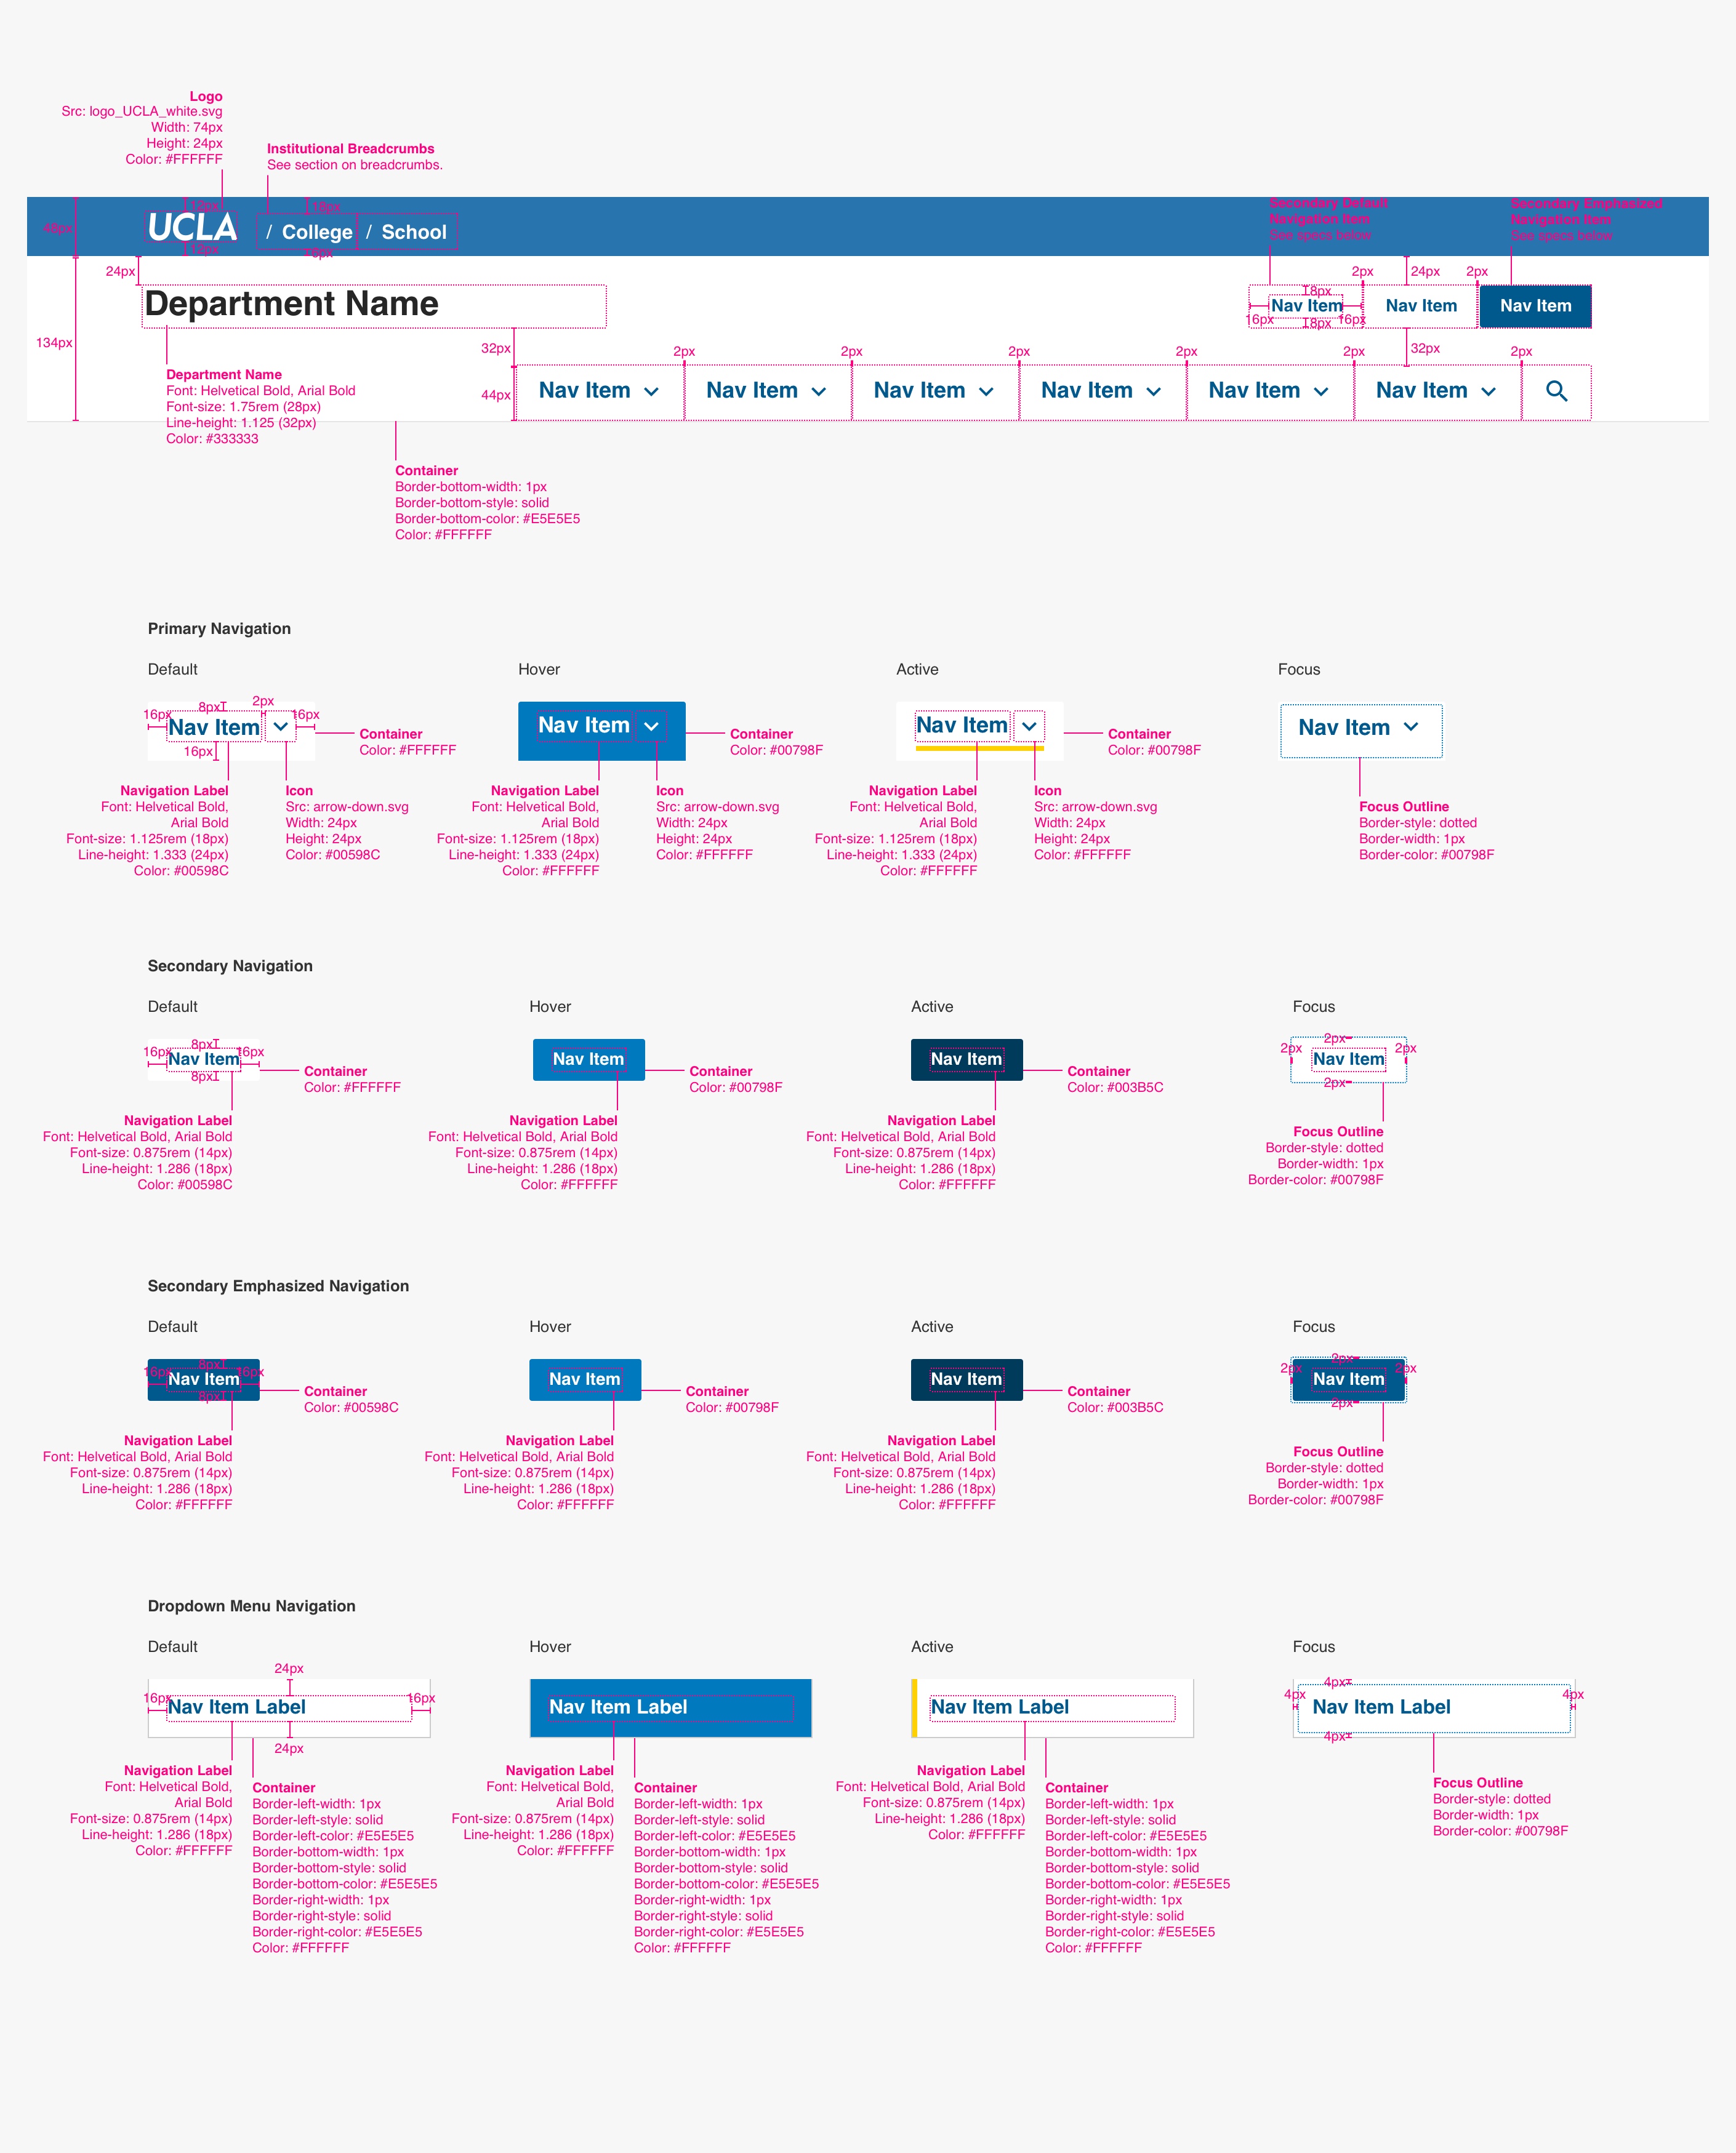 Logo
Src: logo_UCLA_white.svg
Width: 74px
Height: 24px
Color: #FFFFFF
Institutional Breadcrumbs
See section on breadcrumbs.
48px
12px
UCLA
12px
18px
/ College / School
6px
Secondary Default
Navigation Item
See specs below
Secondary Emphasized
Navigation Item
See specs below
24px
134px
Department Name
2px
24px
2px
18px
Nav Item
16px
18px
16px
Nav Item
Nav Item
32px
32px
44px
2px
2px
2px
2px
2px
2px
Nav Item
Nav Item
Nav Item
Nav Item
Nav Item
Nav Item
Department Name
Font: Helvetical Bold, Arial Bold
Font-size: 1.75rem (28px)
Line-height: 1.125 (32px)
Color: #333333
Container
Border-bottom-width: 1px
Border-bottom-style: solid
Border-bottom-color: #E5E5E5
Color: #FFFFFF
Primary Navigation
Default
16px
8px
2px
16px
Nav Item
16px
Container
Color: #FFFFFF
Navigation Label
Font: Helvetical Bold,
Arial Bold
Font-size: 1.125rem (18px)
Line-height: 1.333 (24px)
Color: #00598C
Icon
Src: arrow-down.svg
Width: 24px
Height: 24px
Color: #00598C
Hover
Nav Item
Container
Color: #00798F
Navigation Label
Font: Helvetical Bold,
Arial Bold
Font-size: 1.125rem (18px)
Line-height: 1.333 (24px)
Color: #FFFFFF
Icon
Src: arrow-down.svg
Width: 24px
Height: 24px
Color: #FFFFFF
Active
Nav Item
Container
Color: #00798F
Navigation Label
Font: Helvetical Bold,
Arial Bold
Font-size: 1.125rem (18px)
Line-height: 1.333 (24px)
Color: #FFFFFF
Icon
Src: arrow-down.svg
Width: 24px
Height: 24px
Color: #FFFFFF
Focus
Nav Item
Focus Outline
Border-style: dotted
Border-width: 1px
Border-color: #00798F
Secondary Navigation
Default
8px
16px
16px
Nav Item
8px
Container
Color: #FFFFFF
Navigation Label
Font: Helvetical Bold, Arial Bold
Font-size: 0.875rem (14px)
Line-height: 1.286 (18px)
Color: #00598C
Hover
Nav Item
Container
Color: #00798F
Navigation Label
Font: Helvetical Bold, Arial Bold
Font-size: 0.875rem (14px)
Line-height: 1.286 (18px)
Color: #FFFFFF
Active
Nav Item
Container
Color: #003B5C
Navigation Label
Font: Helvetical Bold, Arial Bold
Font-size: 0.875rem (14px)
Line-height: 1.286 (18px)
Color: #FFFFFF
Focus
2px
2px
2px
Nav Item
2px
Focus Outline
Border-style: dotted
Border-width: 1px
Border-color: #00798F
Secondary Emphasized Navigation
Default
8px
16px
16px
Nav Item
8px
Container
Color: #00598C
Navigation Label
Font: Helvetical Bold, Arial Bold
Font-size: 0.875rem (14px)
Line-height: 1.286 (18px)
Color: #FFFFFF
Hover
Nav Item
Container
Color: #00798F
Navigation Label
Font: Helvetical Bold, Arial Bold
Font-size: 0.875rem (14px)
Line-height: 1.286 (18px)
Color: #FFFFFF
Active
Nav Item
Container
Color: #003B5C
Navigation Label
Font: Helvetical Bold, Arial Bold
Font-size: 0.875rem (14px)
Line-height: 1.286 (18px)
Color: #FFFFFF
Focus
2px
2px
2px
Nav Item
2px
Focus Outline
Border-style: dotted
Border-width: 1px
Border-color: #00798F
Dropdown Menu Navigation
Default
24px
16px
16px
Nav Item Label
24px
Navigation Label
Font: Helvetical Bold,
Arial Bold
Font-size: 0.875rem (14px)
Line-height: 1.286 (18px)
Color: #FFFFFF
Container
Border-left-width: 1px
Border-left-style: solid
Border-left-color: #E5E5E5
Border-bottom-width: 1px
Border-bottom-style: solid
Border-bottom-color: #E5E5E5
Border-right-width: 1px
Border-right-style: solid
Border-right-color: #E5E5E5
Color: #FFFFFF
Hover
Nav Item Label
Navigation Label
Font: Helvetical Bold,
Arial Bold
Font-size: 0.875rem (14px)
Line-height: 1.286 (18px)
Color: #FFFFFF
Container
Border-left-width: 1px
Border-left-style: solid
Border-left-color: #E5E5E5
Border-bottom-width: 1px
Border-bottom-style: solid
Border-bottom-color: #E5E5E5
Border-right-width: 1px
Border-right-style: solid
Border-right-color: #E5E5E5
Color: #FFFFFF
Active
Nav Item Label
Navigation Label
Font: Helvetical Bold, Arial Bold
Font-size: 0.875rem (14px)
Line-height: 1.286 (18px)
Color: #FFFFFF
Container
Border-left-width: 1px
Border-left-style: solid
Border-left-color: #E5E5E5
Border-bottom-width: 1px
Border-bottom-style: solid
Border-bottom-color: #E5E5E5
Border-right-width: 1px
Border-right-style: solid
Border-right-color: #E5E5E5
Color: #FFFFFF
Focus
4px
4px
4px
Nav Item Label
4px
Focus Outline
Border-style: dotted
Border-width: 1px
Border-color: #00798F